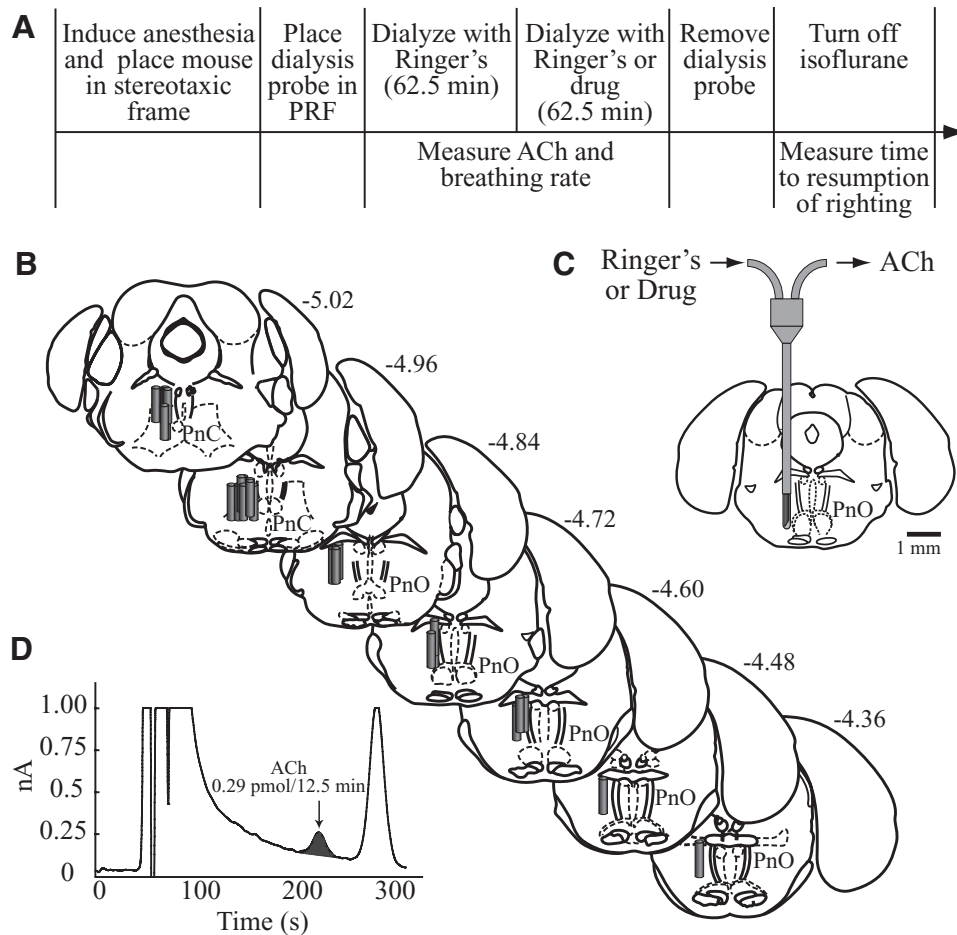 A
Induce anesthesia
and place mouse
in stereotaxic
frame
Place
dialysis
probe in
PRF
Dialyze with
Ringer's
(62.5 min)
Dialyze with
Ringer's or
drug
(62.5 min)
Remove
dialysis
probe
Turn off
isoflurane
Measure ACh and
breathing rate
Measure time
to resumption
of righting
B
-5.02
PnC
-4.96
PnC
-4.84
PnO
-4.72
PnO
-4.60
PnO
-4.48
PnO
-4.36
PnO
C
Ringer's
or Drug
ACh
PnO
1 mm
D
nA
1.00
0.75
0.5
0.25
0
ACh
0.29 pmol/12.5 min
0 100 200 300
Time (s)